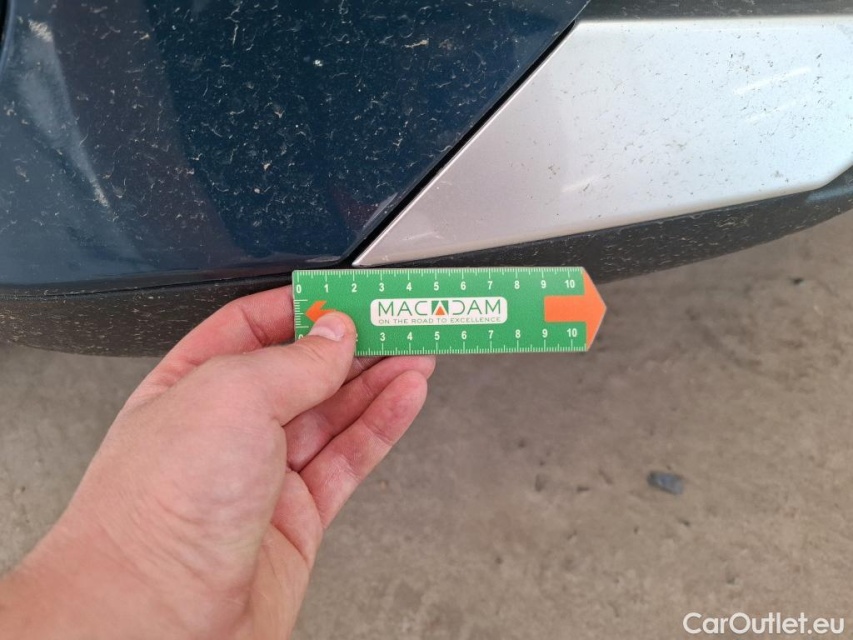 0 1 2 3 4 5 6 7 8 9 10
MACADAM
ON THE ROAD TO EXCELLENCE
3 4 5 6 7 8 9 10
CarOutlet.eu